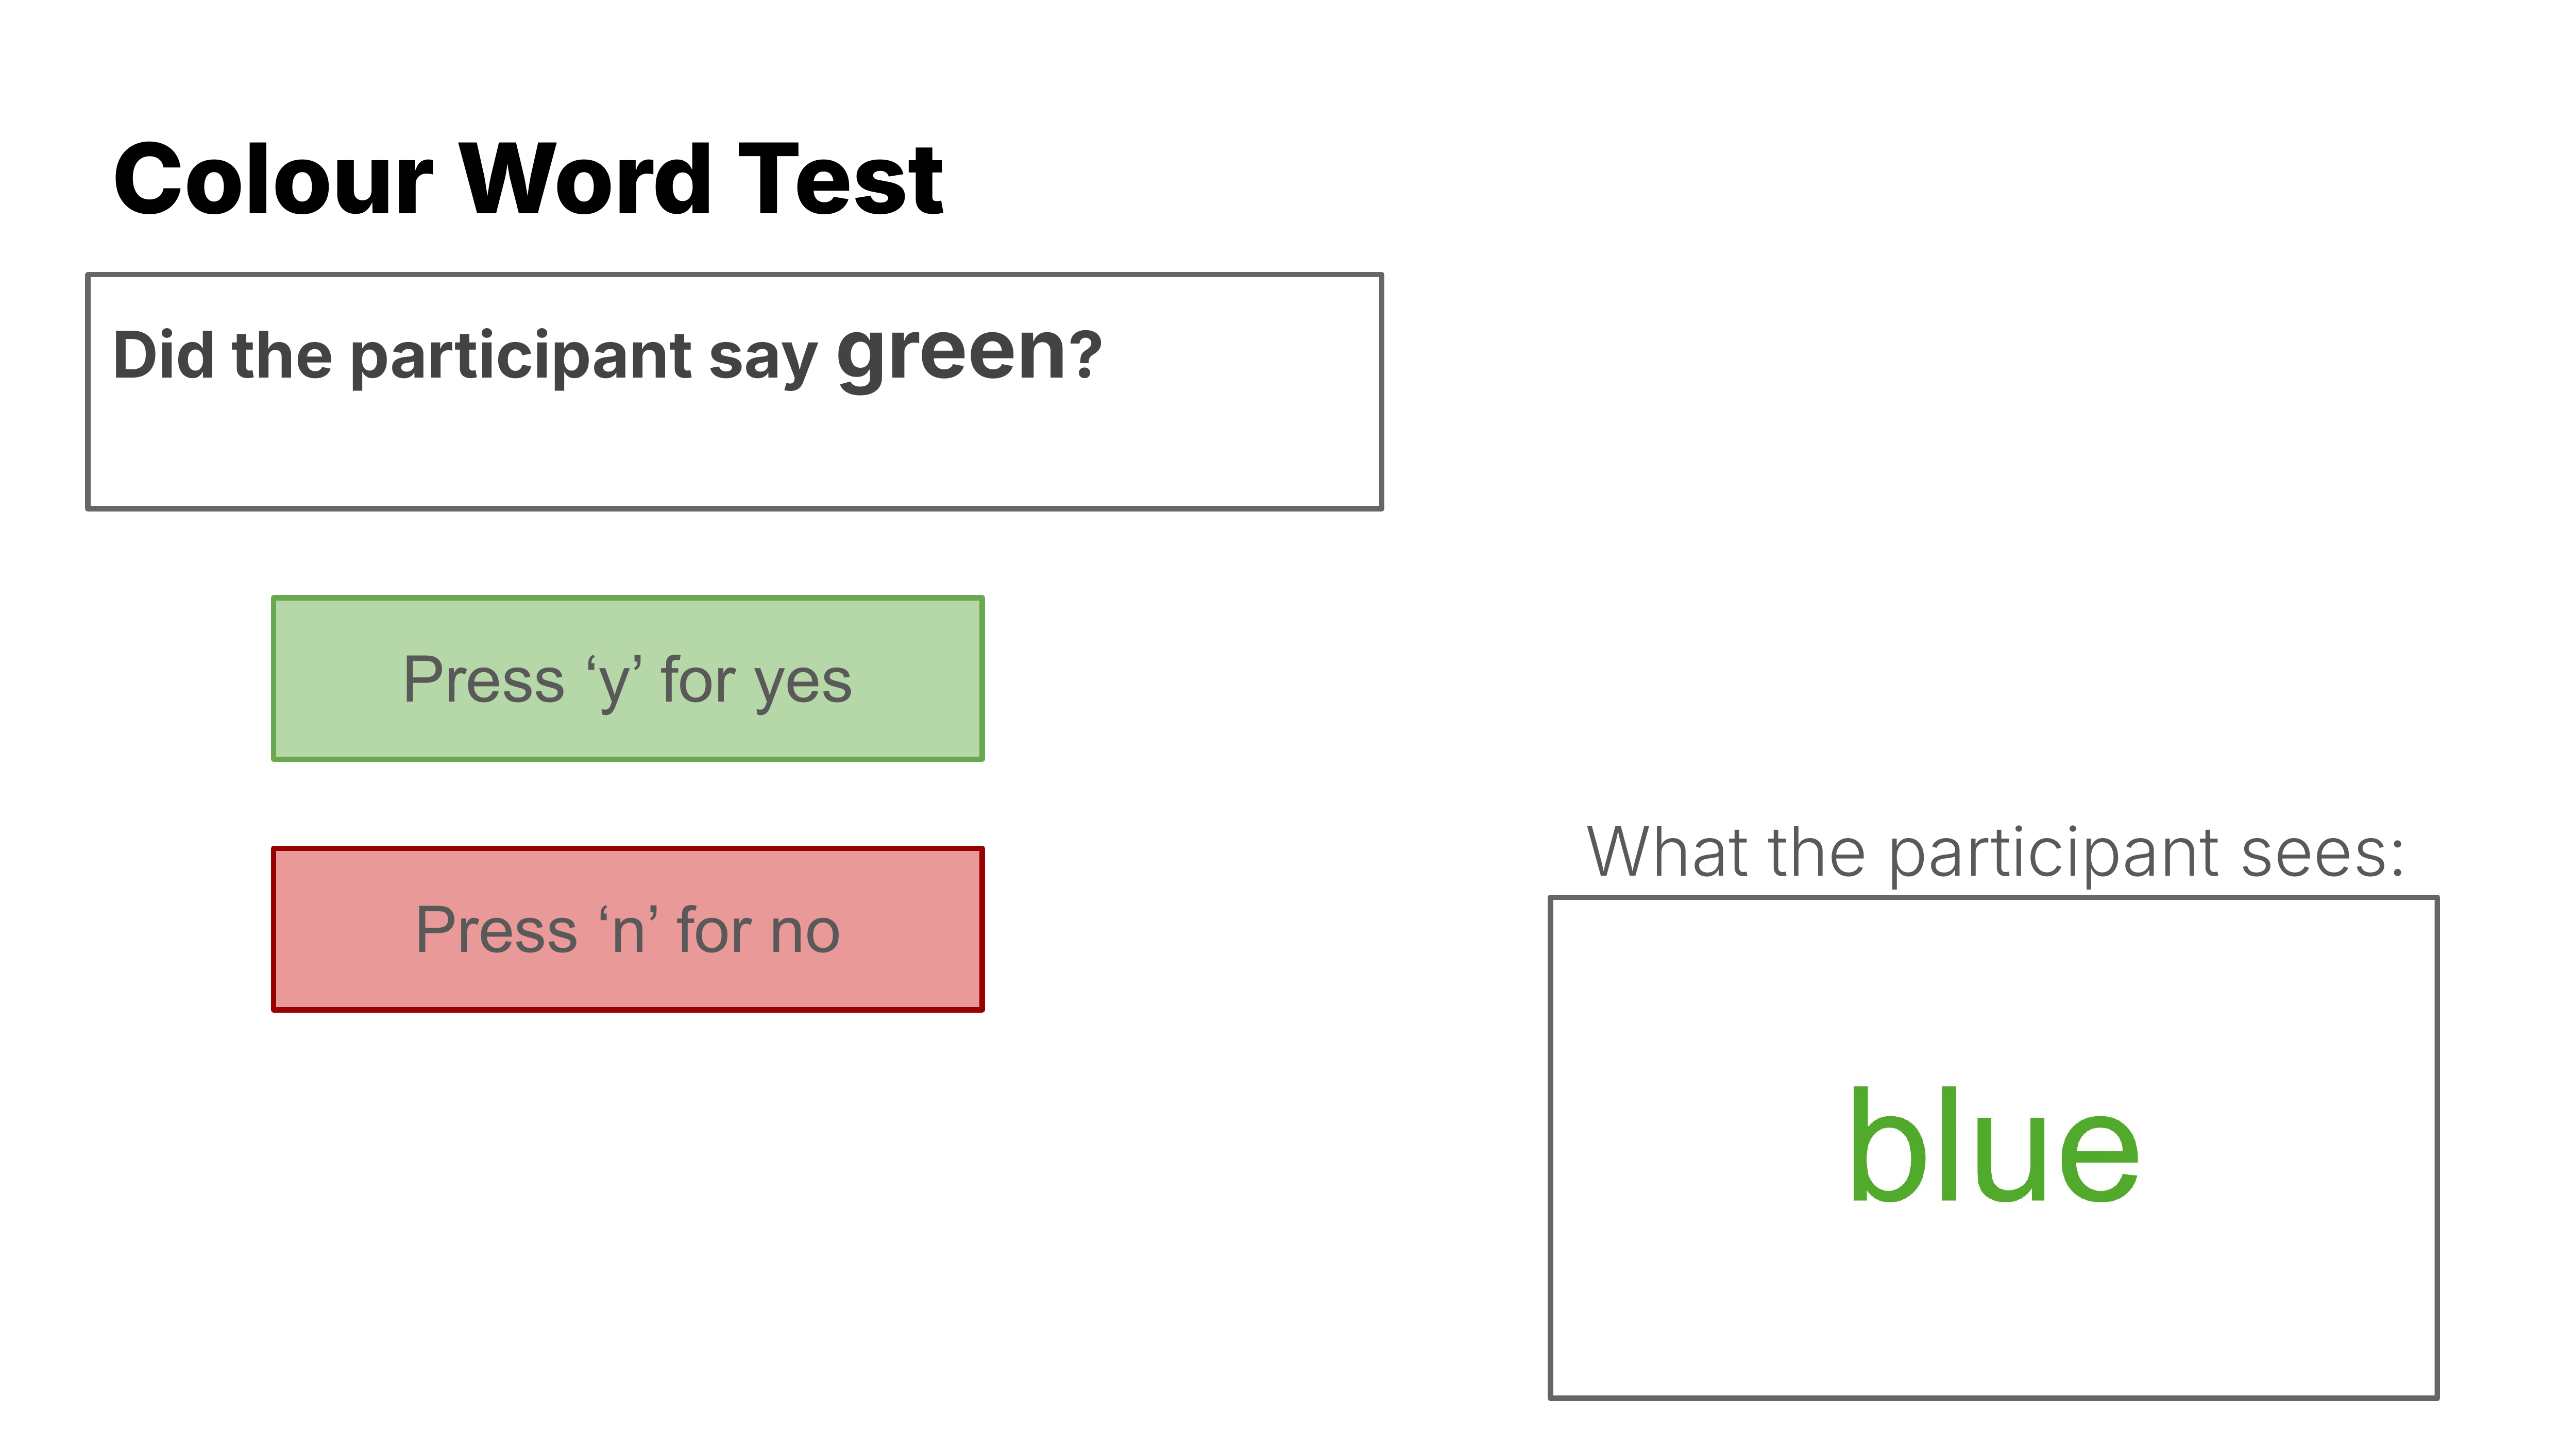 Colour Word Test
Did the participant say green?
Press ‘y’ for yes
Press ‘n’ for no
What the participant sees:
blue